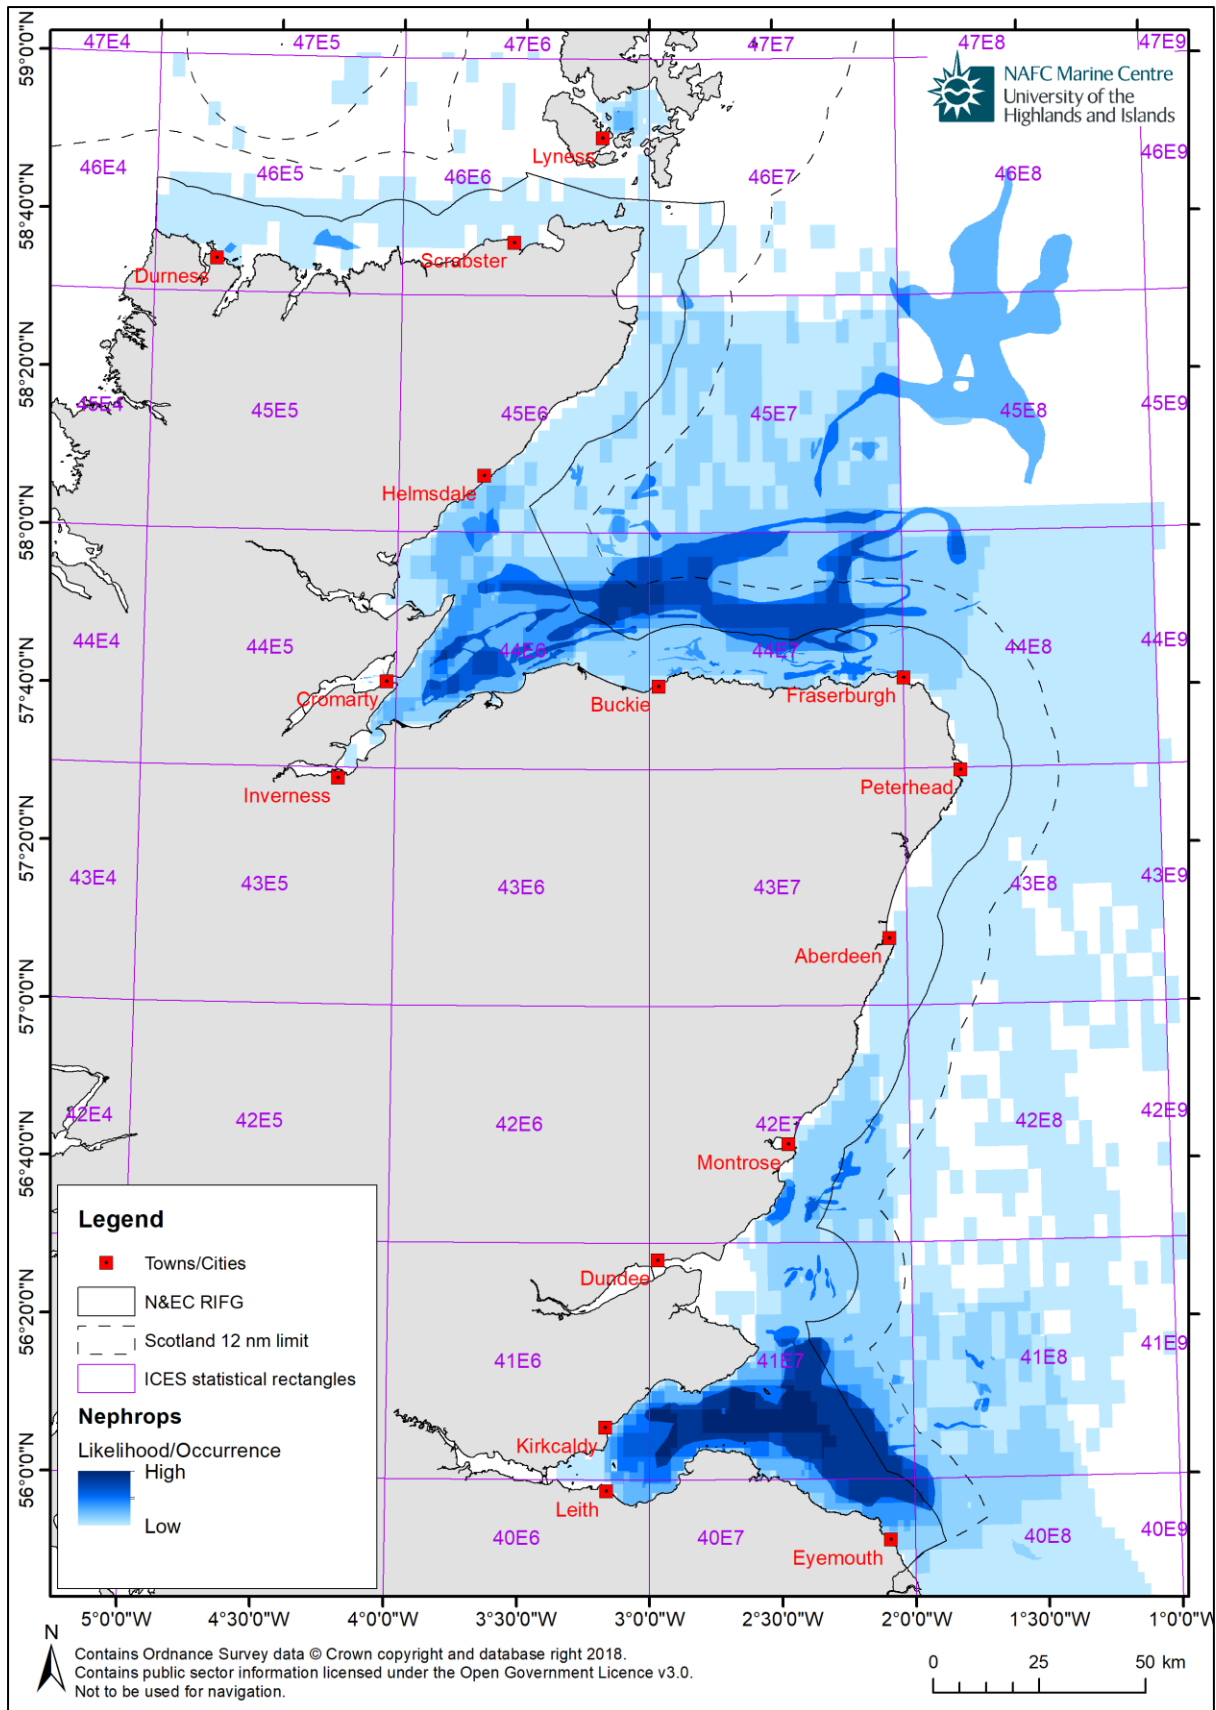 47E4
47E5
47E6
47E7
47E8
47E9
NAFC Marine Centre
University of the
Highlands and Islands
Lyness
46E4
46E5
46E6
46E7
46E8
46E9
Durness
Scrabster
45E4
45E5
45E6
45E7
45E8
45E9
Helmsdale
44E4
44E5
44E6
44E7
44E8
44E9
Cromarty
Buckie
Fraserburgh
Inverness
Peterhead
43E4
43E5
43E6
43E7
43E8
43E9
Aberdeen
42E4
42E5
42E6
42E7
42E8
42E9
Montrose
Dundee
41E6
41E7
41E8
41E9
Kirkcaldy
Leith
40E6
40E7
40E8
40E9
Eyemouth
59°0'0"N
58°40'0"N
58°20'0"N
58°0'0"N
57°40'0"N
57°20'0"N
57°0'0"N
56°40'0"N
56°20'0"N
56°0'0"N
Legend
Towns/Cities
N&EC RIFG
Scotland 12 nm limit
ICES statistical rectangles
Nephrops
Likelihood/Occurrence
High
Low
5°0'0"W 4°30'0"W 4°0'0"W 3°30'0"W 3°0'0"W 2°30'0"W 2°0'0"W 1°30'0"W 1°0'0"W
N
Contains Ordnance Survey data © Crown copyright and database right 2018.
Contains public sector information licensed under the Open Government Licence v3.0.
Not to be used for navigation.
0 25 50 km